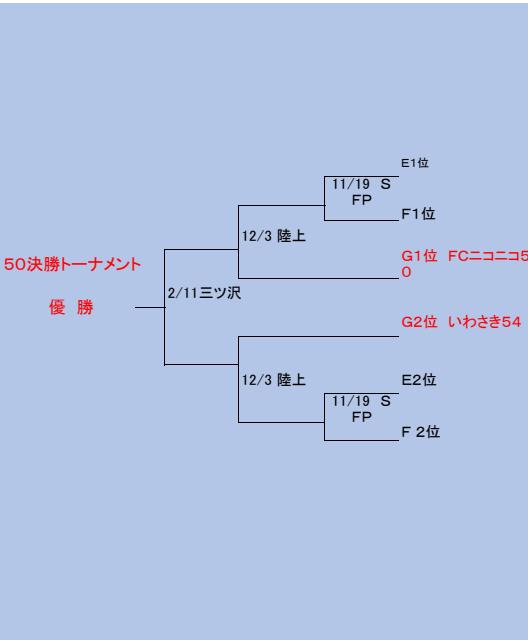 E1位
11/19 S
FP
F1位
12/3 陸上
G1位 FCニコニコ5
0
50決勝トーナメント
2/11三ツ沢
優 勝
G2位 いわさき54
12/3 陸上
E2位
11/19 S
FP
F 2位